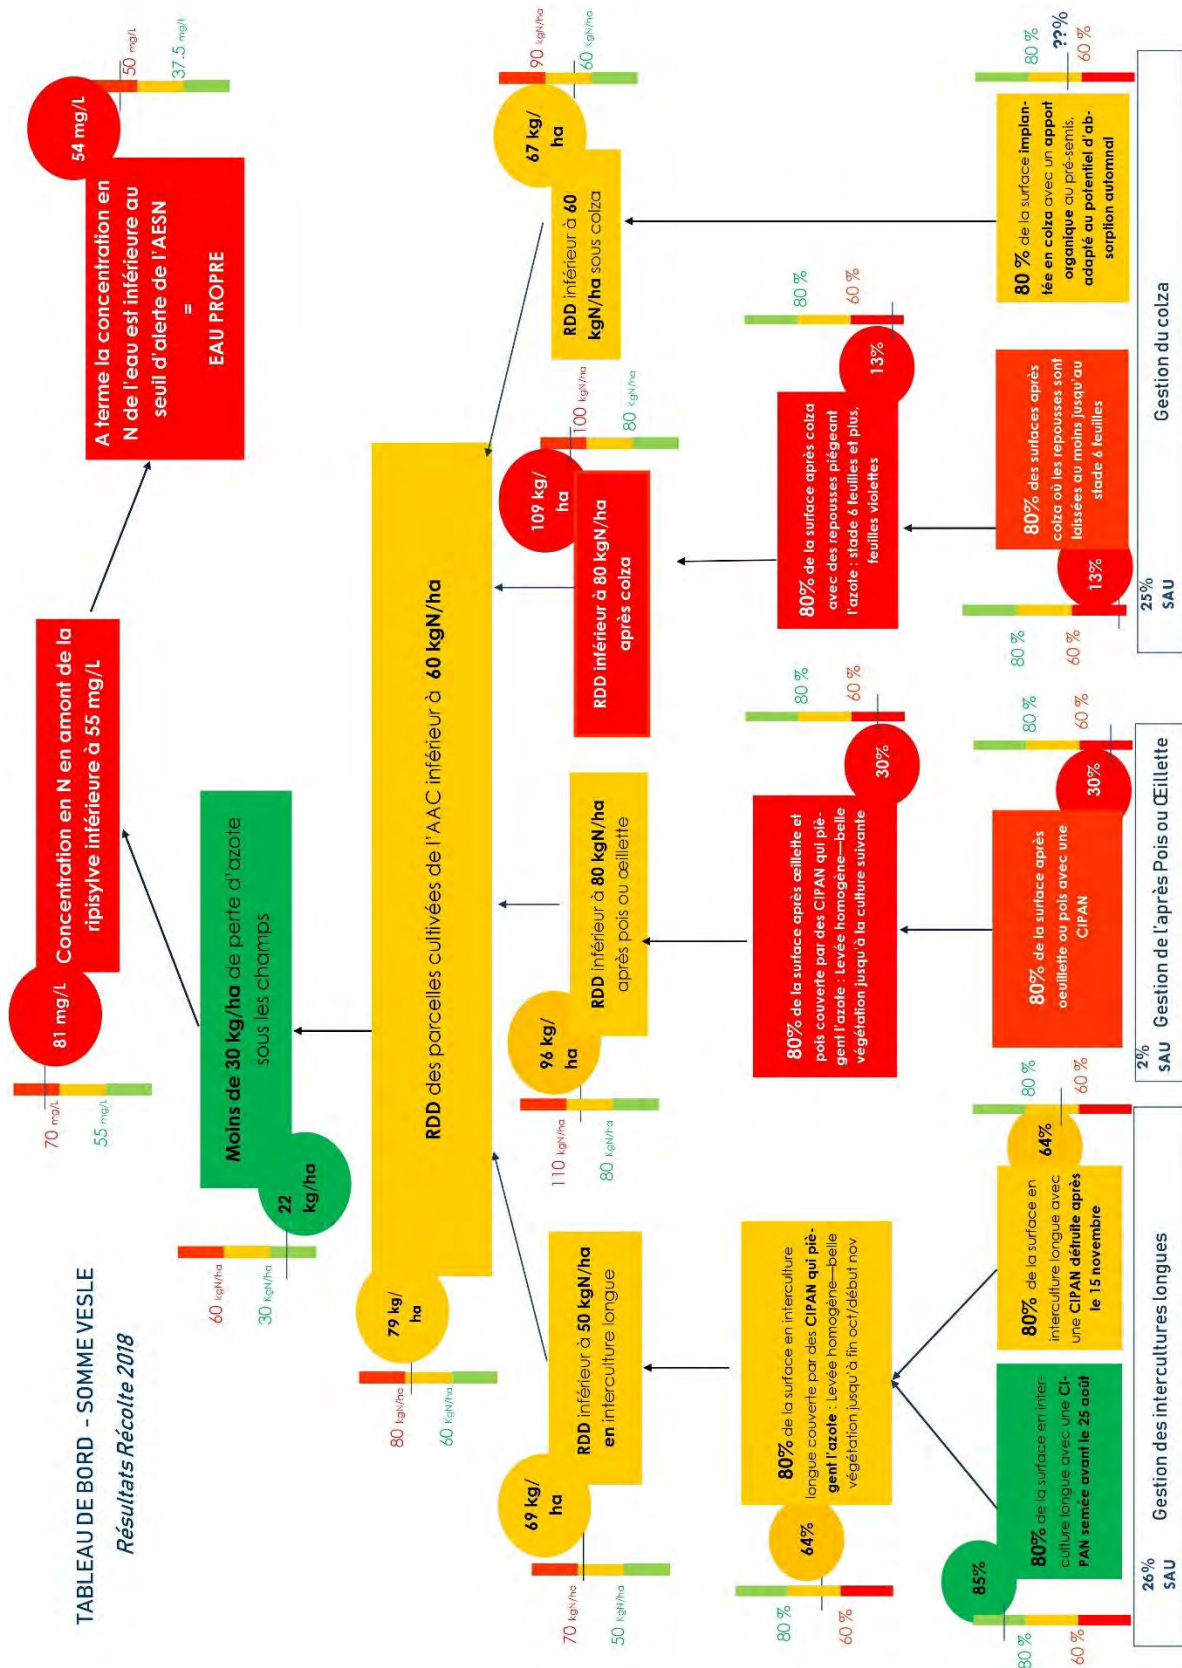 TABLEAU DE BORD - SOMME VESLE
Résultats Récolte 2018
70 mg/L
55 mg/L
81 mg/L
Concentration en N en amont de la
ripisylve inférieure à 55 mg/L
A terme la concentration en
N de l'eau est inférieure au
seuil d'alerte de l'AESN
=
EAU PROPRE
54 mg/L
50 mg/L
37.5 mg/L
60 KgN/ha
30 KgN/ha
22
kg/ha
Moins de 30 kg/ha de perte d'azote
sous les champs
80 KgN/ha
60 KgN/ha
79 kg/
ha
RDD des parcelles cultivées de l'AAC inférieur à 60 kgN/ha
70 KgN/ha
50 KgN/ha
69 kg/
ha
RDD inférieur à 50 kgN/ha
en interculture longue
110 KgN/ha
80 KgN/ha
96 kg/
ha
RDD inférieur à 80 kgN/ha
après pois ou œillette
RDD inférieur à 80 kgN/ha
après colza
109 kg/
ha
100 KgN/ha
80 KgN/ha
RDD inférieur à 60
kgN/ha sous colza
67 kg/
ha
90 KgN/ha
60 KgN/ha
80 %
60 %
64%
80% de la surface en interculture
longue couverte par des CIPAN qui piè-
gent l'azote : Levée homogène—belle
végétation jusqu'à fin oct/début nov
80% de la surface après œillette et
pois couverte par des CIPAN qui piè-
gent l'azote : Levée homogène—belle
végétation jusqu'à la culture suivante
30%
80 %
60 %
80% de la surface après colza
avec des repousses piégeant
l'azote : stade 6 feuilles et plus,
feuilles violettes
13%
80 %
60 %
80 %
60 %
85%
80% de la surface en inter-
culture longue avec une CI-
PAN semée avant le 25 août
80% de la surface en
interculture longue avec
une CIPAN détruite après
le 15 novembre
64%
80 %
60 %
80% de la surface après
oeuillette ou pois avec une
CIPAN
30%
80 %
60 %
80 %
60 %
13%
80% des surfaces après
colza où les repousses sont
laissées au moins jusqu'au
stade 6 feuilles
80 % de la surface implan-
tée en colza avec un apport
organique au pré-semis,
adapté au potentiel d'ab-
sorption automnal
80 %
??%
60 %
26%
SAU
Gestion des intercultures longues
2%
SAU
Gestion de l'après Pois ou Œillette
25%
SAU
Gestion du colza